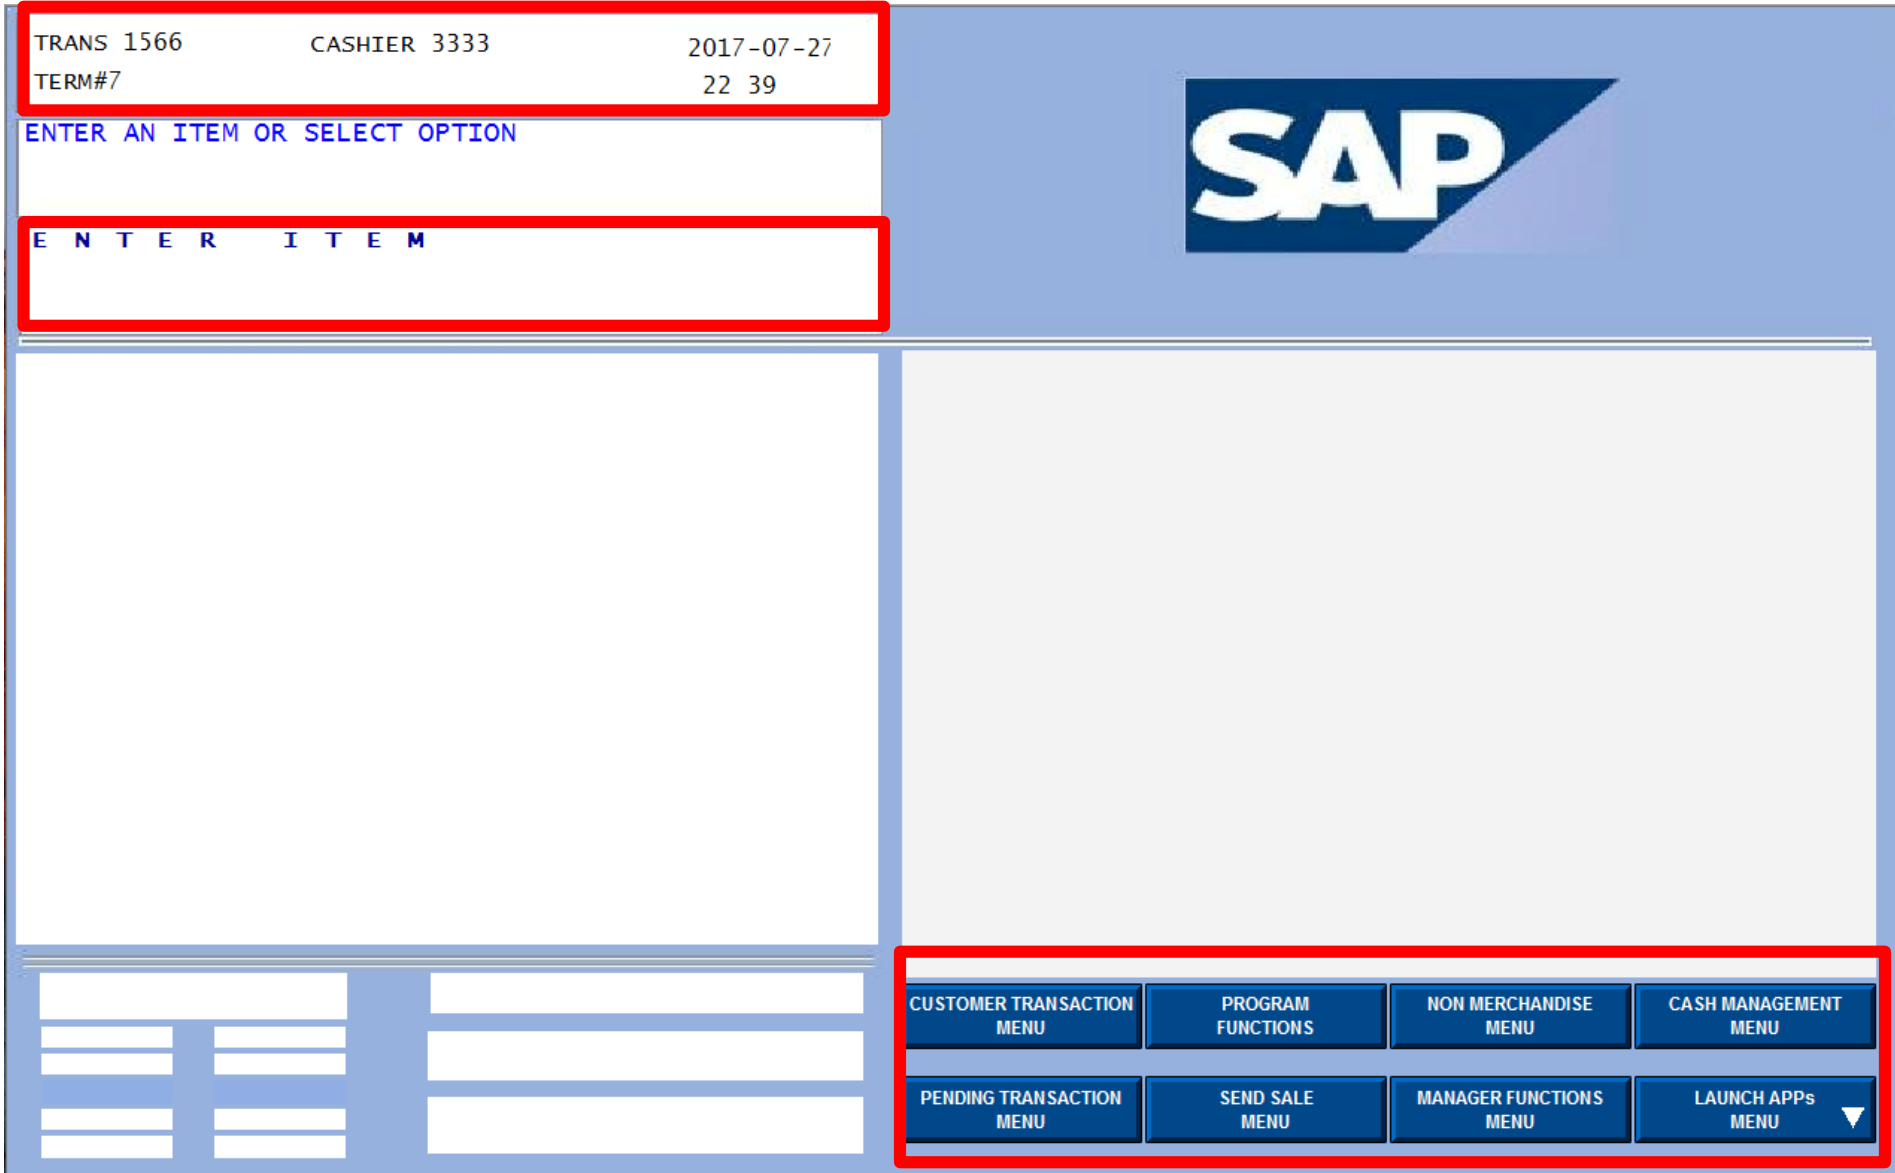 TRANS 1566 CASHIER 3333 2017-07-27
TERM#7 22 39
ENTER AN ITEM OR SELECT OPTION
ENTER ITEM
SAP
CUSTOMER TRANSACTION MENU
PROGRAM FUNCTIONS
NON MERCHANDISE MENU
CASH MANAGEMENT MENU
PENDING TRANSACTION MENU
SEND SALE MENU
MANAGER FUNCTIONS MENU
LAUNCH APPs MENU